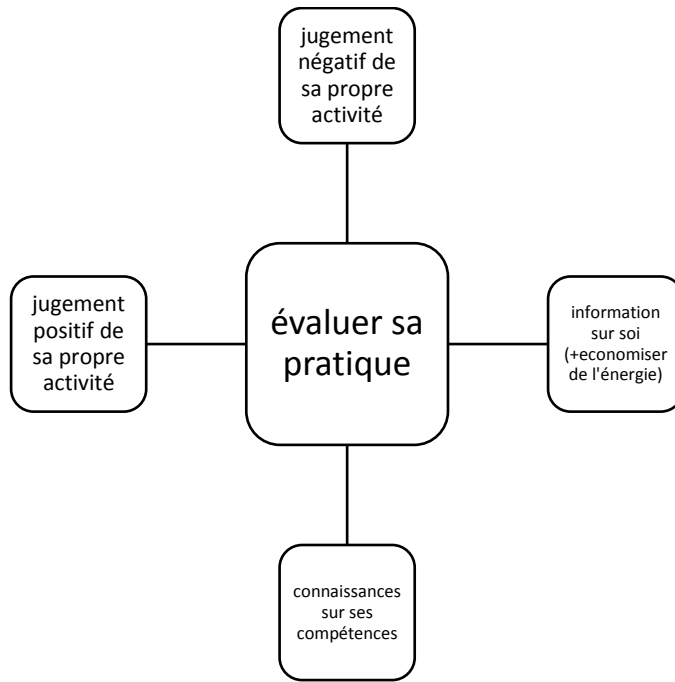 jugement
négatif de
sa propre
activité
jugement
positif de
sa propre
activité
évaluer sa
pratique
information
sur soi
(+economiser
de l'énergie)
connaissances
sur ses
compétences